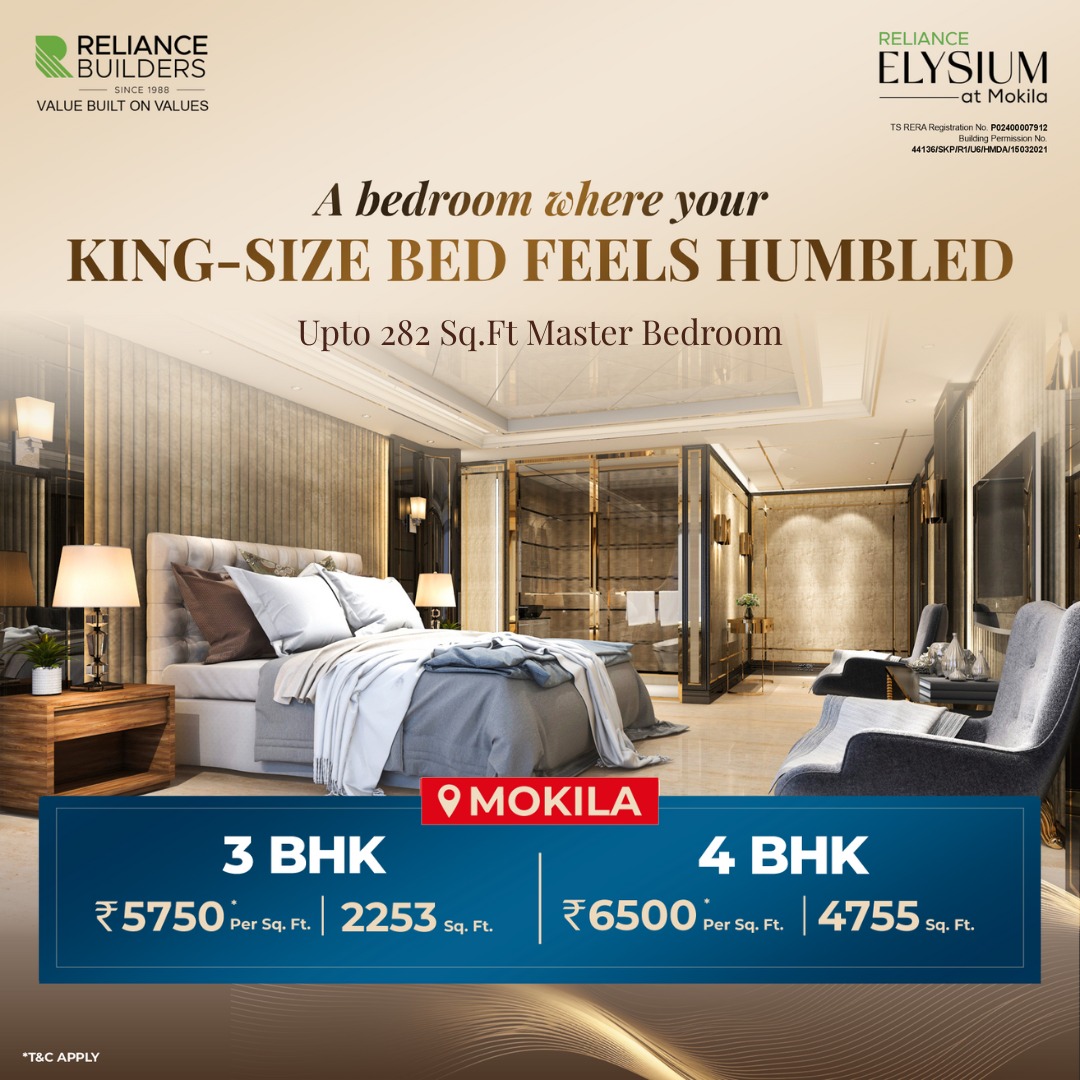 RELIANCE
BUILDERS
SINCE 1988
VALUE BUILT ON VALUES
RELIANCE
ELYSIUM
at Mokila
TS RERA Registration No. P02400007912
Building Permission No.
44136/SKP/R1/U6/HMDA/15032021
A bedroom where your
KING-SIZE BED FEELS HUMBLED
Upto 282 Sq.Ft Master Bedroom
MOKILA
3 BHK
₹5750* Per Sq. Ft. | 2253 Sq. Ft.
4 BHK
₹6500* Per Sq. Ft. | 4755 Sq. Ft.
*T&C APPLY